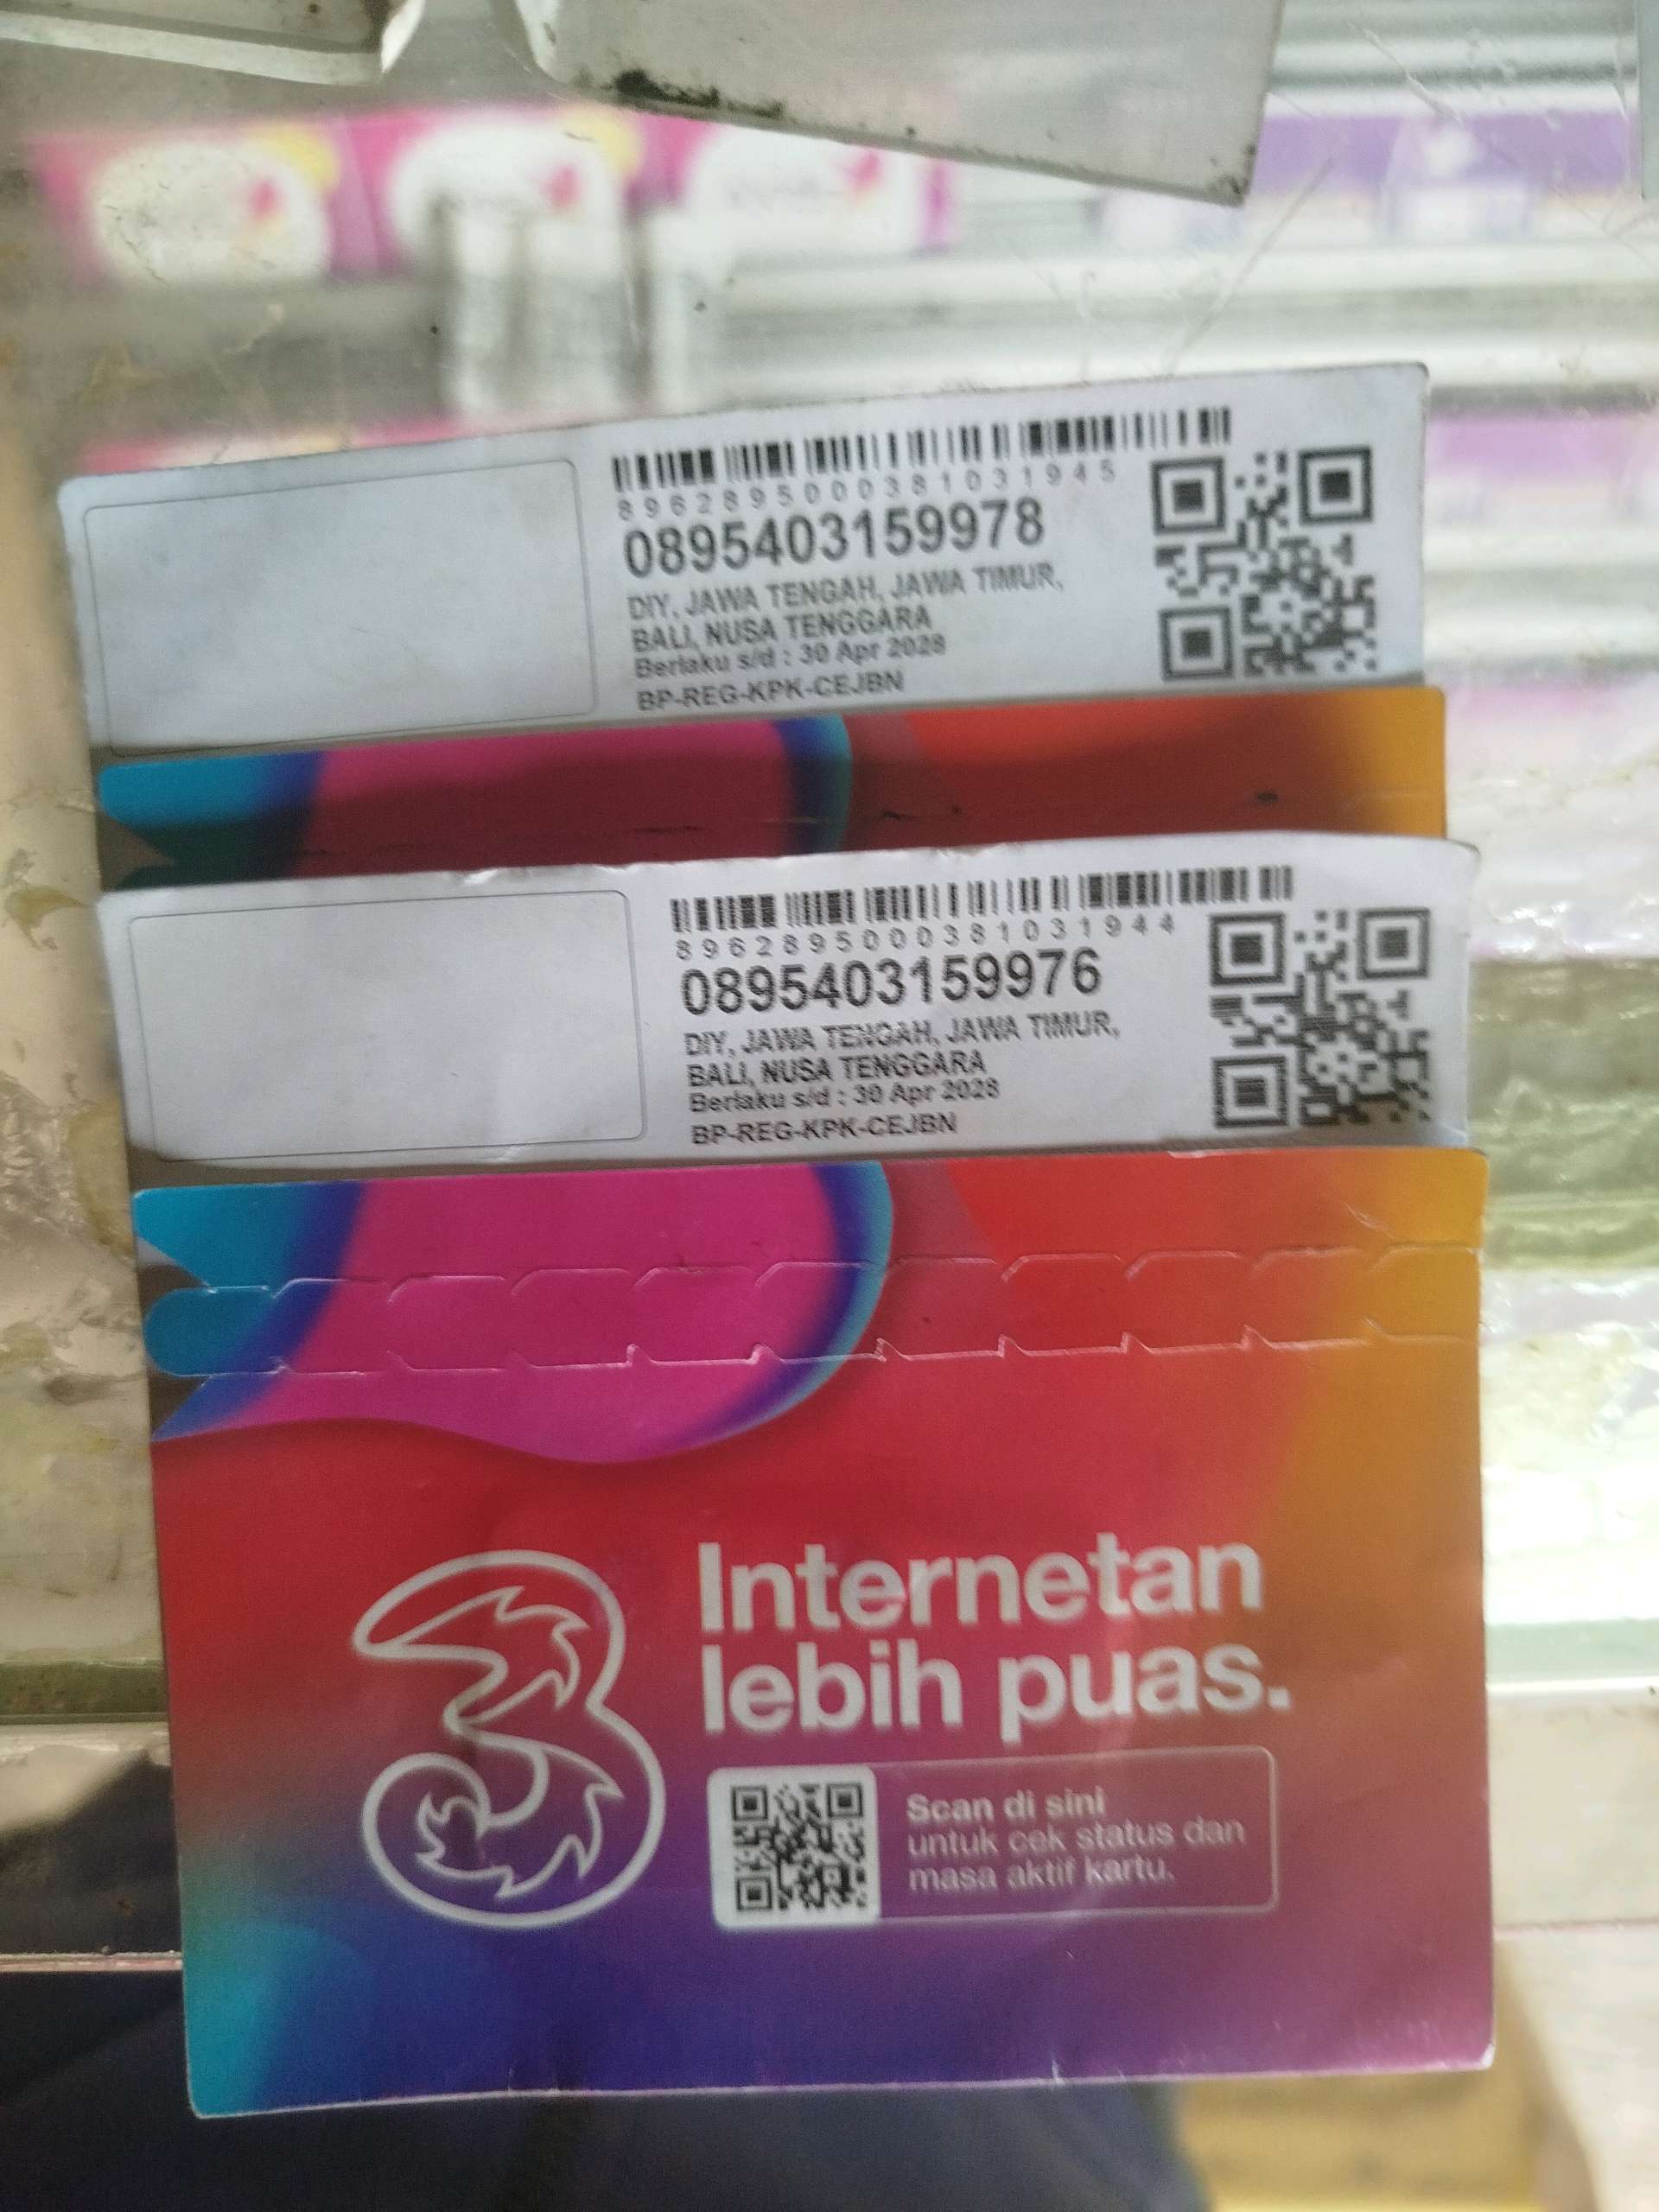 8962895000381031945
0895403159978
DIY, JAWA TENGAH, JAWA TIMUR,
BALI, NUSA TENGGARA
Berlaku s/d : 30 Apr 2028
BP-REG-KPK-CEJBN
8962895000381031944
0895403159976
DIY, JAWA TENGAH, JAWA TIMUR,
BALI, NUSA TENGGARA
Berlaku s/d : 30 Apr 2028
BP-REG-KPK-CEJBN
3
Internetan
lebih puas.
Scan di sini
untuk cek status dan
masa aktif kartu.